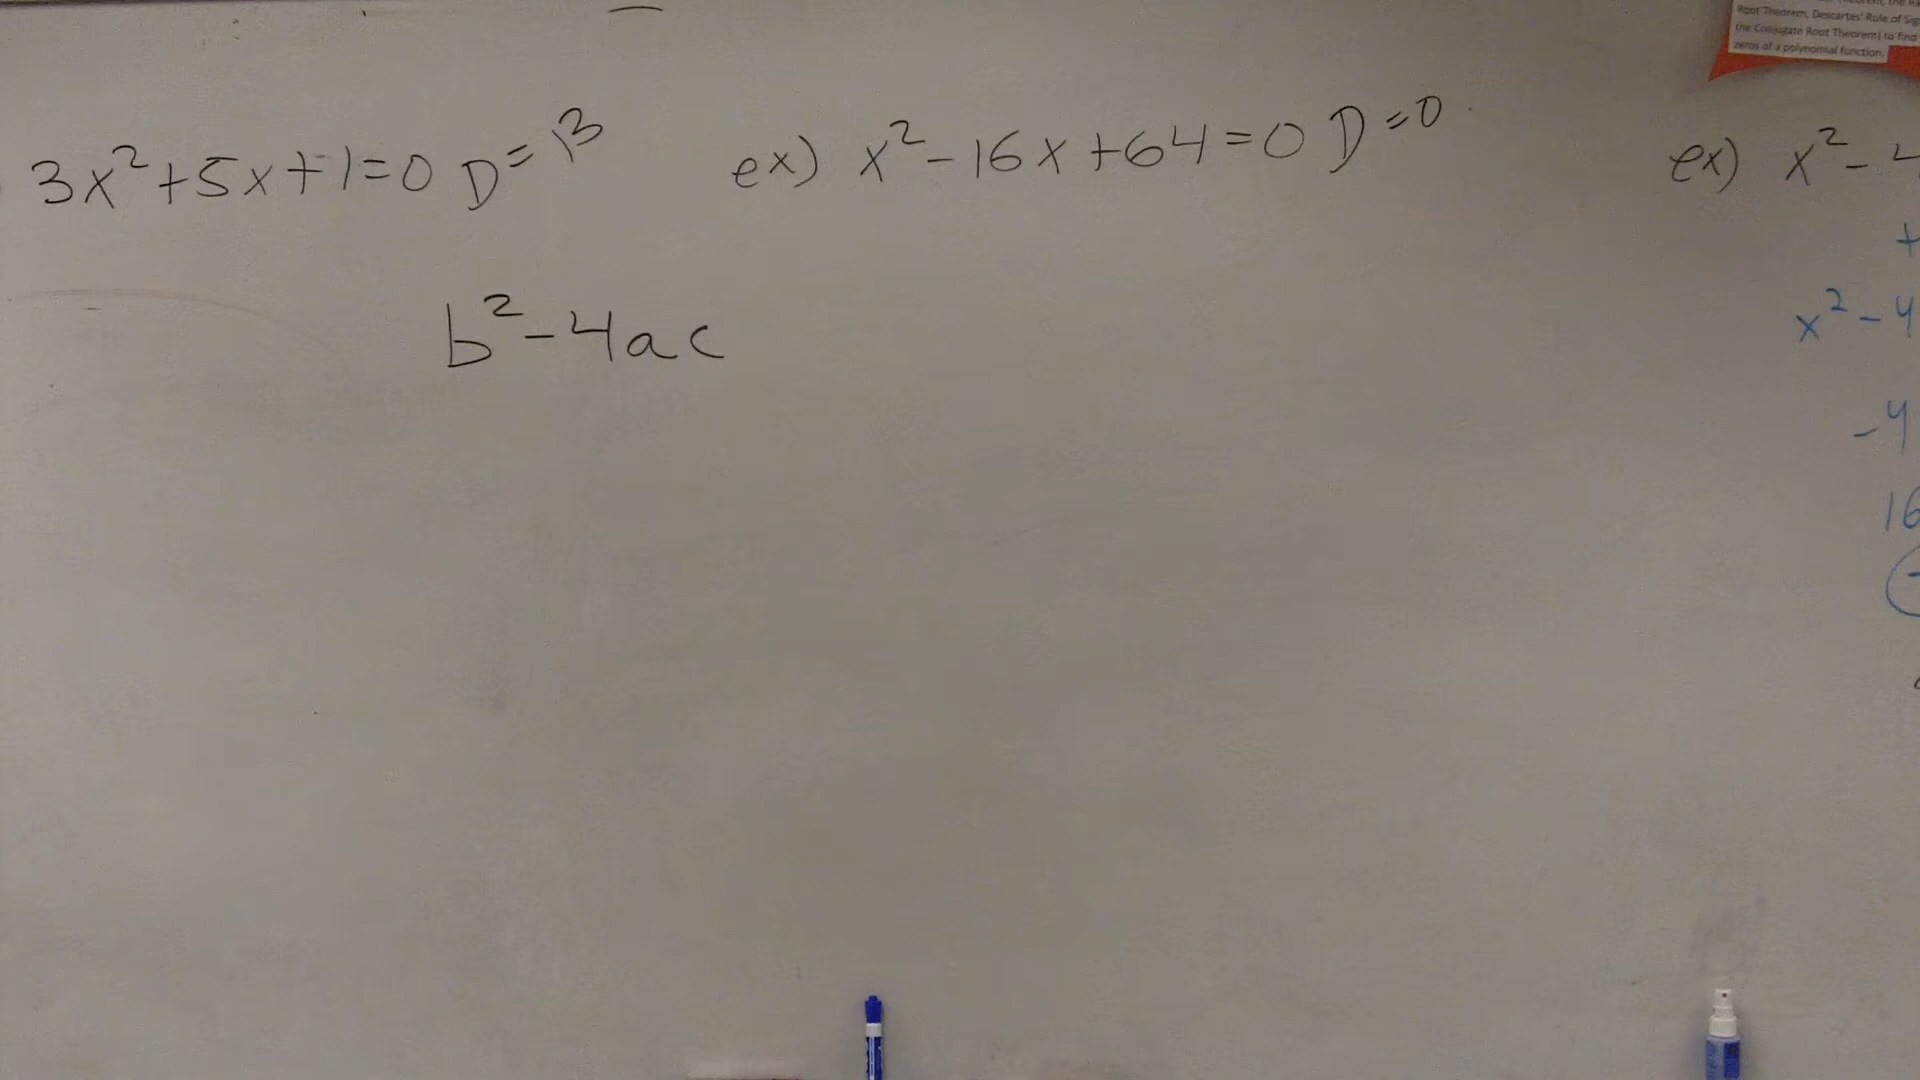 Root Theorem, Descartes' Rule of
the Conjugate Root Theorem) to find
zeros of a polynomial function.
3x²+5x+1=0 D=13
ex) x²-16x+64=0 D=0
ex) x²-4
b²-4ac
+
x²-4
-4
16